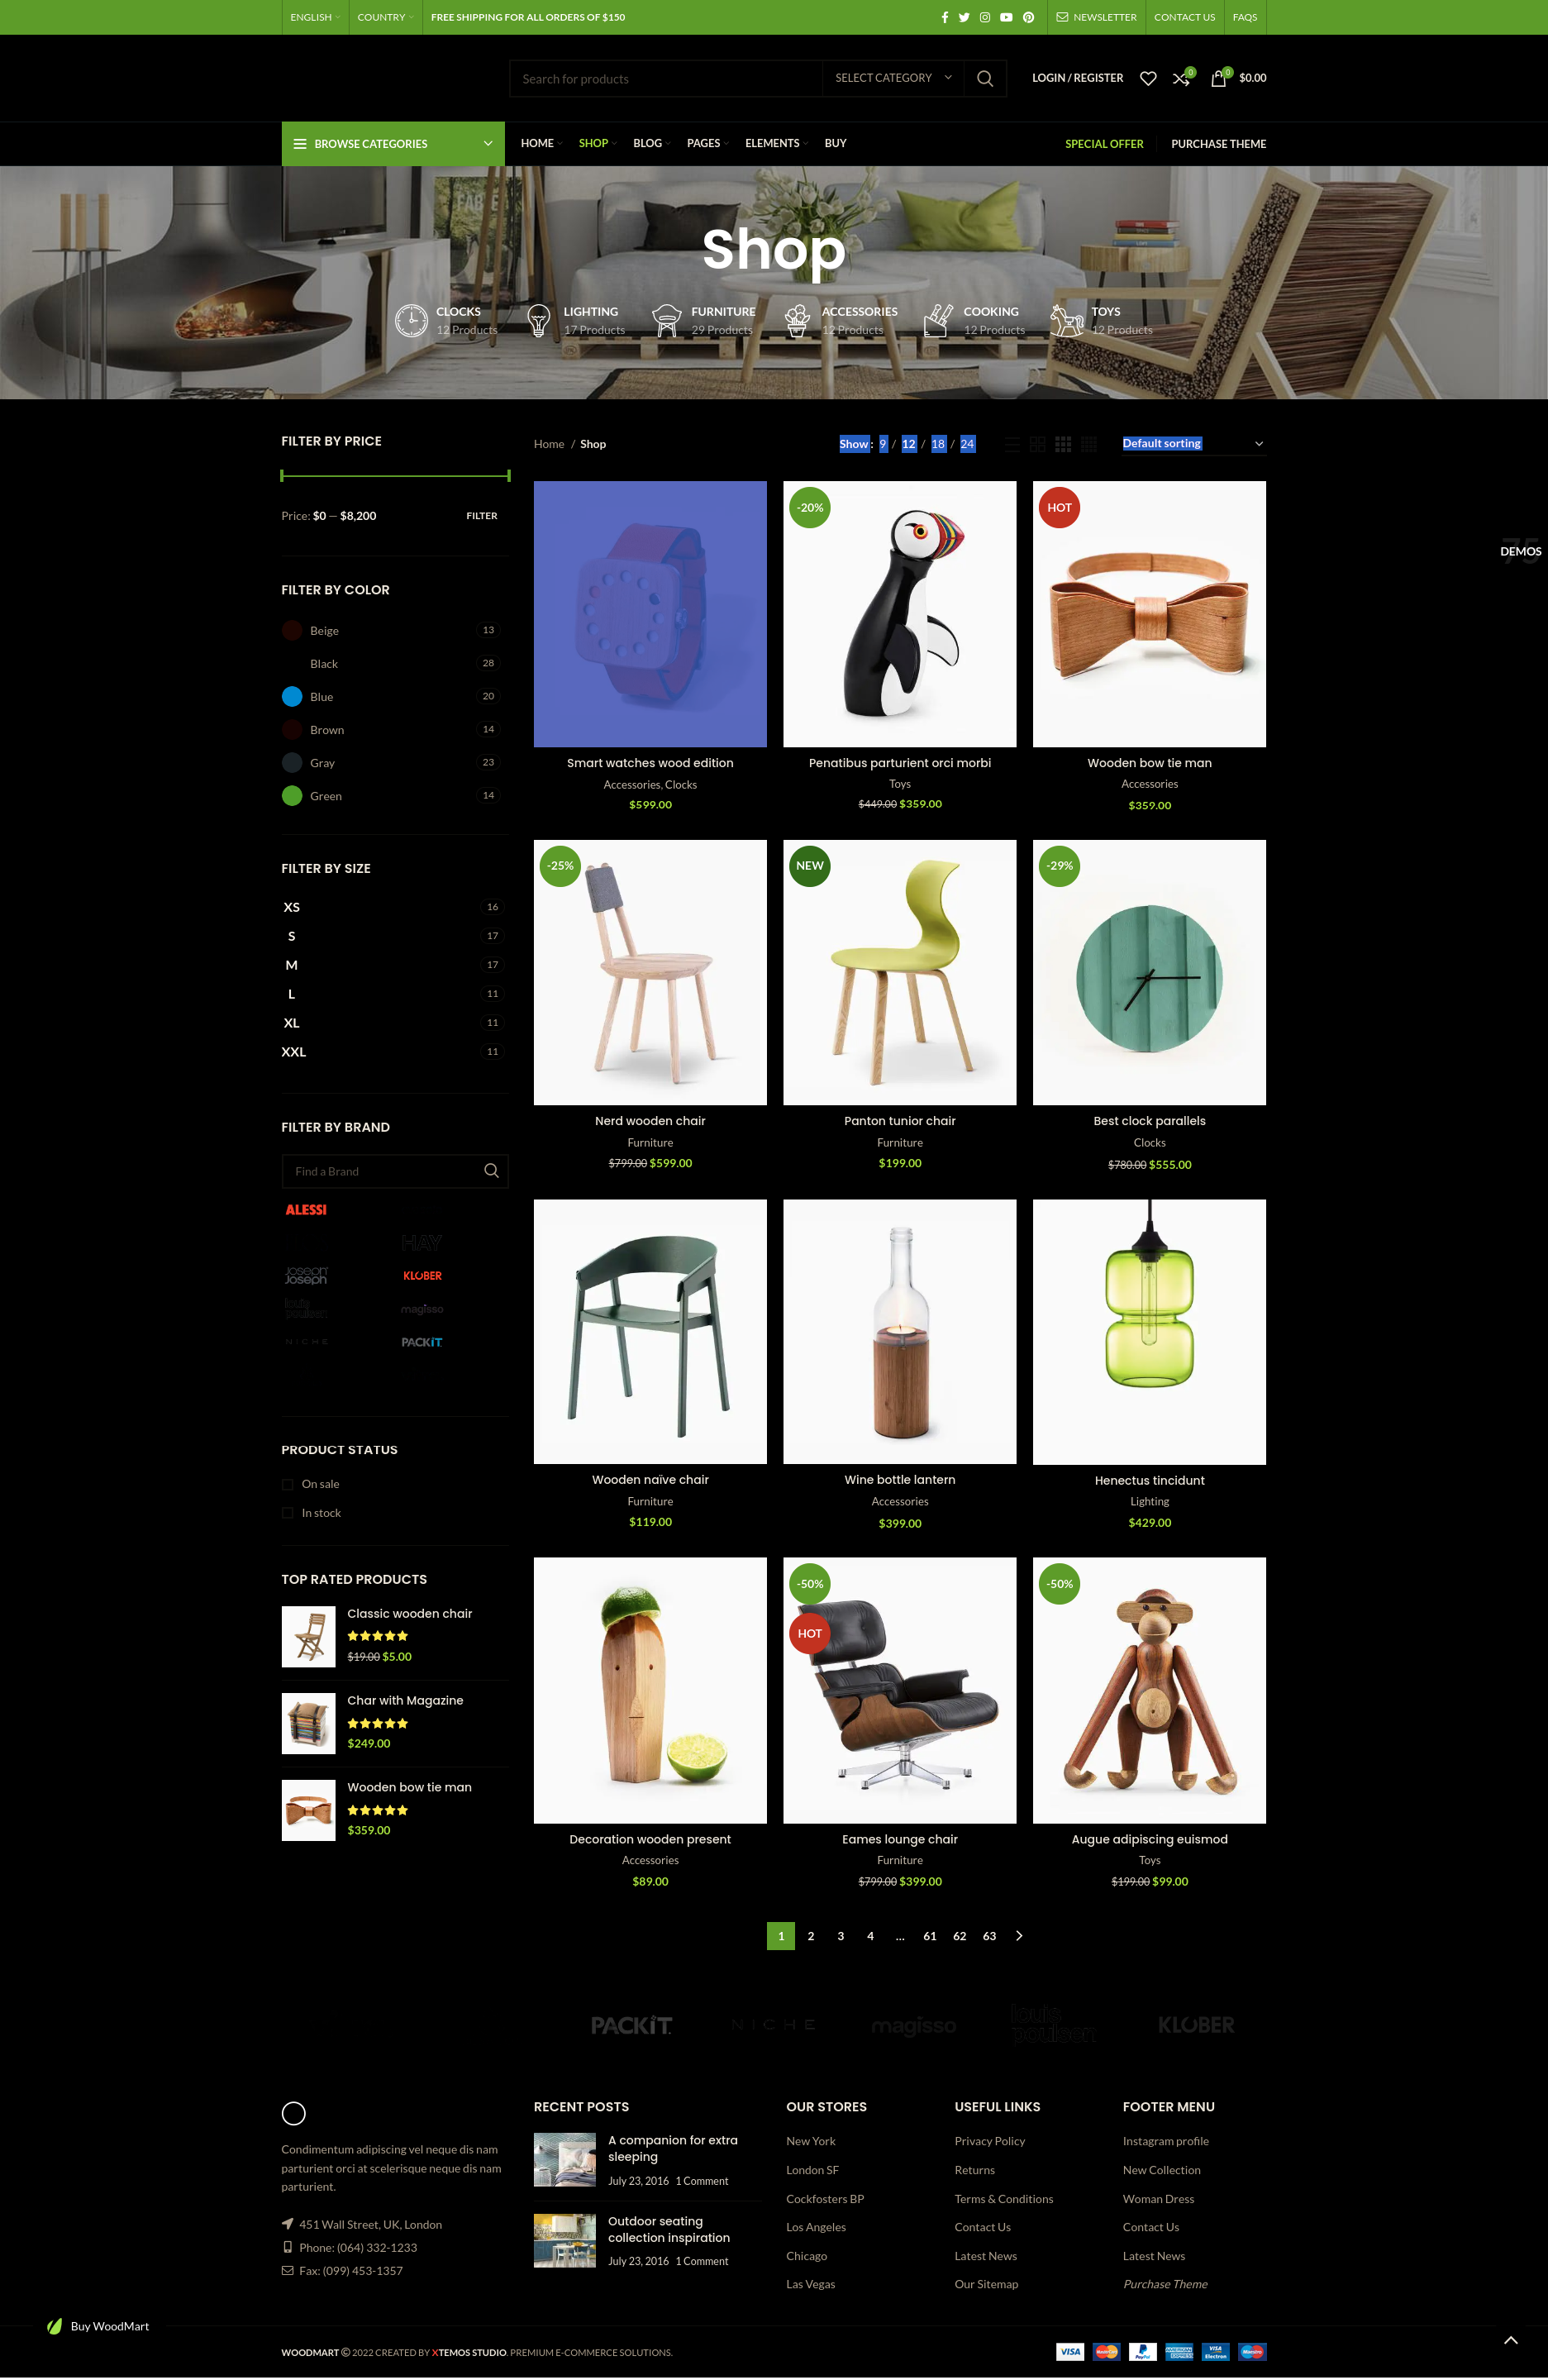 ENGLISH COUNTRY FREE SHIPPING FOR ALL ORDERS OF $150 NEWSLETTER CONTACT US FAQS
Search for products SELECT CATEGORY LOGIN / REGISTER 0 0 $0.00
BROWSE CATEGORIES HOME SHOP BLOG PAGES ELEMENTS BUY SPECIAL OFFER PURCHASE THEME
FABLE
Shop
CLOCKS LIGHTING FURNITURE ACCESSORIES COOKING TOYS
12 Products 17 Products 29 Products 12 Products 12 Products 12 Products
FILTER BY PRICE
Price: $0 — $8,200 FILTER
FILTER BY COLOR
Beige 13
Black 28
Blue 20
Brown 14
Gray 23
Green 14
FILTER BY SIZE
XS 16
S 17
M 17
L 11
XL 11
XXL 11
FILTER BY BRAND
Find a Brand
ALESSI
HAY
Joseph Joseph KLOBER
louis poulsen magisso
NICHE PACKIT
PRODUCT STATUS
On sale
In stock
TOP RATED PRODUCTS
Classic wooden chair
$19.00 $5.00
Char with Magazine
$249.00
Wooden bow tie man
$359.00
Home / Shop Show : 9 / 12 / 18 / 24 Default sorting
75
DEMOS
-20% HOT
Smart watches wood edition Penatibus parturient orci morbi Wooden bow tie man
Accessories, Clocks Toys Accessories
$599.00 $449.00 $359.00 $359.00
-25% NEW -29%
Nerd wooden chair Panton tunior chair Best clock parallels
Furniture Furniture Clocks
$799.00 $599.00 $199.00 $780.00 $555.00
Wooden naïve chair Wine bottle lantern Henectus tincidunt
Furniture Accessories Lighting
$119.00 $399.00 $429.00
-50% -50%
HOT
Decoration wooden present Eames lounge chair Augue adipiscing euismod
Accessories Furniture Toys
$89.00 $799.00 $399.00 $199.00 $99.00
1 2 3 4 … 61 62 63
PACKIT NICHE magisso louis poulsen KLOBER
Condimentum adipiscing vel neque dis nam
parturient orci at scelerisque neque dis nam
parturient.
451 Wall Street, UK, London
Phone: (064) 332-1233
Fax: (099) 453-1357
RECENT POSTS
A companion for extra
sleeping
July 23, 2016 1 Comment
Outdoor seating
collection inspiration
July 23, 2016 1 Comment
OUR STORES
New York
London SF
Cockfosters BP
Los Angeles
Chicago
Las Vegas
USEFUL LINKS
Privacy Policy
Returns
Terms & Conditions
Contact Us
Latest News
Our Sitemap
FOOTER MENU
Instagram profile
New Collection
Woman Dress
Contact Us
Latest News
Purchase Theme
Buy WoodMart
WOODMART © 2022 CREATED BY XTEMOS STUDIO. PREMIUM E-COMMERCE SOLUTIONS.
VISA MasterCard PayPal AMERICAN EXPRESS VISA Electron Maestro